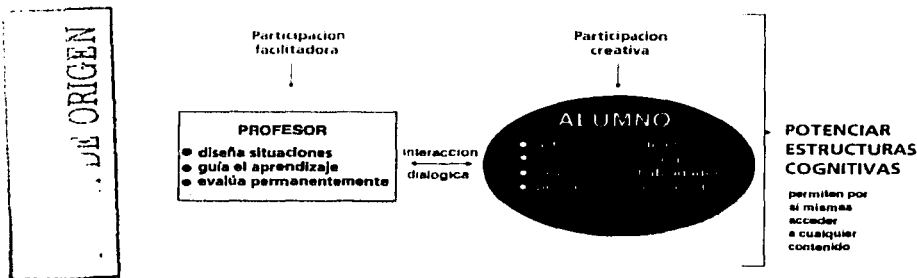 DE ORIGEN
Participacion
facilitadora
Participacion
creativa
PROFESOR
• diseña situaciones
• guía el aprendizaje
• evalúa permanentemente
interaccion
dialogica
ALUMNO
POTENCIAR
ESTRUCTURAS
COGNITIVAS
permiten por
si mismas
acceder
a cualquier
contenido